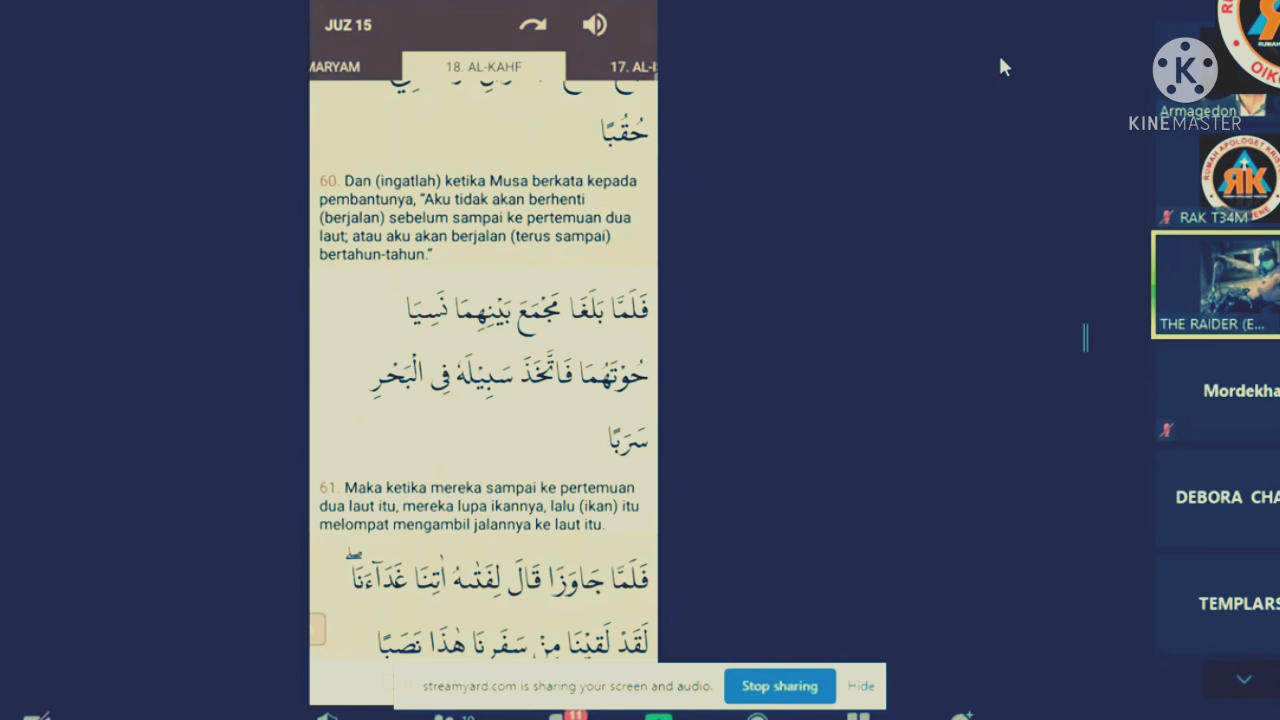 JUZ 15
MARYAM
18. AL-KAHF
17. AL-I
حُقُبًا
60. Dan (ingatlah) ketika Musa berkata kepada
pembantunya, “Aku tidak akan berhenti
(berjalan) sebelum sampai ke pertemuan dua
laut; atau aku akan berjalan (terus sampai)
bertahun-tahun.”
فَلَمَّا بَلَغَا مَجْمَعَ بَيْنِهِمَا نَسِيَا
حُوْتَهُمَا فَاتَّخَذَ سَبِيْلَهٗ فِى الْبَحْرِ
سَرَبًا
61. Maka ketika mereka sampai ke pertemuan
dua laut itu, mereka lupa ikannya, lalu (ikan) itu
melompat mengambil jalannya ke laut itu.
فَلَمَّا جَاوَزَا قَالَ لِفَتٰىهُ اٰتِنَا غَدَاۤءَنَاۖ
لَقَدْ لَقِيْنَا مِنْ سَفَرِنَا هٰذَا نَصَبًا
streamyard.com is sharing your screen and audio.
Stop sharing
Hide
K
KINEMASTER
Armagedon
RUMAH APOLOGET
RK
RAK T34M
THE RAIDER (E...
Mordekha
DEBORA CHA
TEMPLARS
11